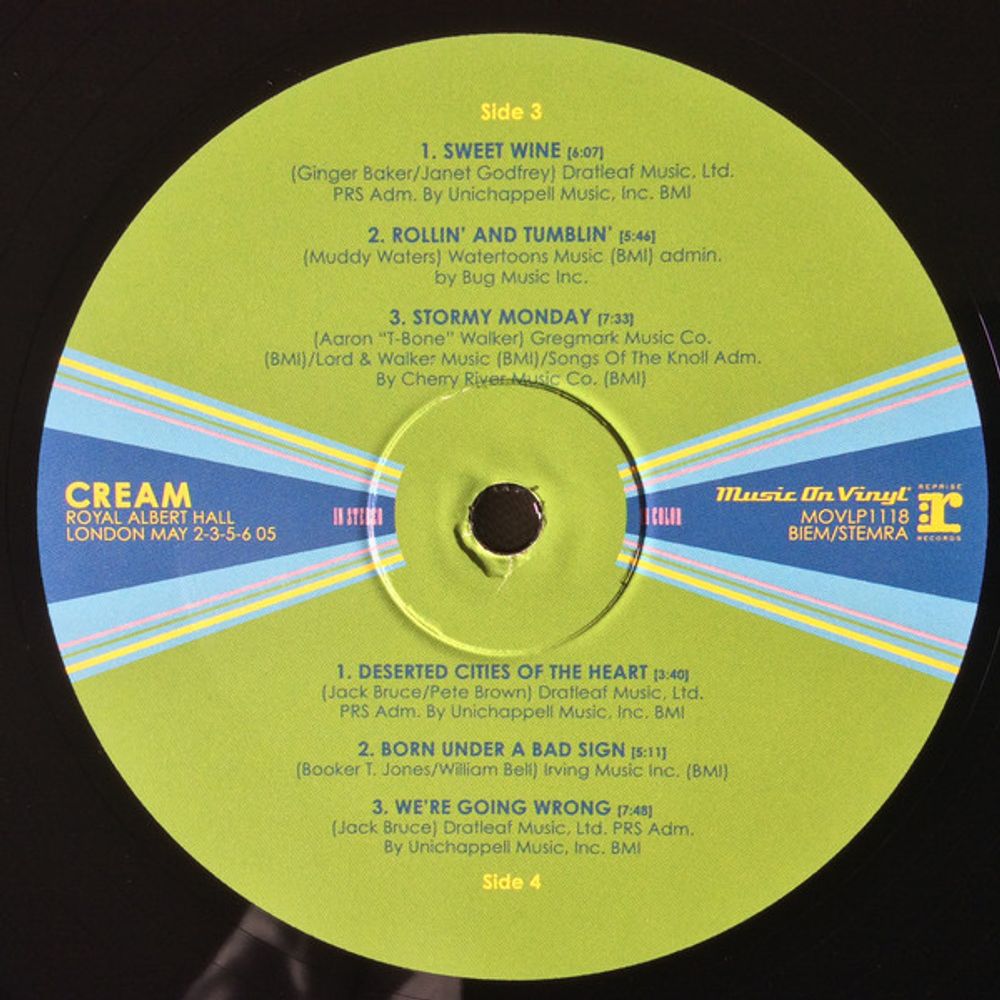 Side 3
1. SWEET WINE [6:07]
(Ginger Baker/Janet Godfrey) Dratleaf Music, Ltd.
PRS Adm. By Unichappell Music, Inc. BMI
2. ROLLIN' AND TUMBLIN' [5:46]
(Muddy Waters) Watertoons Music (BMI) admin.
by Bug Music Inc.
3. STORMY MONDAY [7:33]
(Aaron "T-Bone" Walker) Gregmark Music Co.
(BMI)/Lord & Walker Music (BMI)/Songs Of The Knoll Adm.
By Cherry River Music Co. (BMI)
CREAM
ROYAL ALBERT HALL
LONDON MAY 2-3-5-6 05
IN STEREO
COLOR
Music On Vinyl
MOVLP1118
BIEM/STEMRA
REPRISE
r
RECORDS
1. DESERTED CITIES OF THE HEART [3:40]
(Jack Bruce/Pete Brown) Dratleaf Music, Ltd.
PRS Adm. By Unichappell Music, Inc. BMI
2. BORN UNDER A BAD SIGN [5:11]
(Booker T. Jones/William Bell) Irving Music Inc. (BMI)
3. WE'RE GOING WRONG [7:48]
(Jack Bruce) Dratleaf Music, Ltd. PRS Adm.
By Unichappell Music, Inc. BMI
Side 4